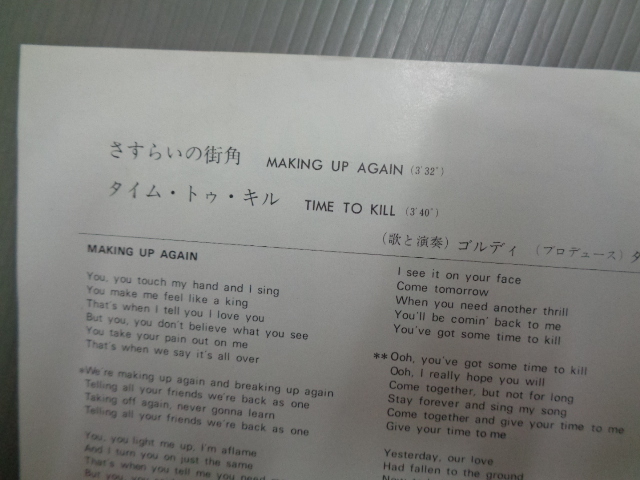 さすらいの街角 MAKING UP AGAIN (3'32")
タイム・トゥ・キル TIME TO KILL (3'40")
(歌と演奏) ゴルディ (プロデュース) タ
MAKING UP AGAIN
You, you touch my hand and I sing
You make me feel like a king
That's when I tell you I love you
But you, you don't believe what you see
You take your pain out on me
That's when we say it's all over
*We're making up again and breaking up again
Telling all your friends we're back as one
Taking off again, never gonna learn
Telling all your friends we're back as one
You, you light me up, I'm aflame
And I turn you on just the same
That's when you tell me you need me
But you, you
I see it on your face
Come tomorrow
When you need another thrill
You'll be comin' back to me
You've got some time to kill
**Ooh, you've got some time to kill
Ooh, I really hope you will
Come together, but not for long
Stay forever and sing my song
Come together and give your time to me
Give your time to me
Yesterday, our love
Had fallen to the ground